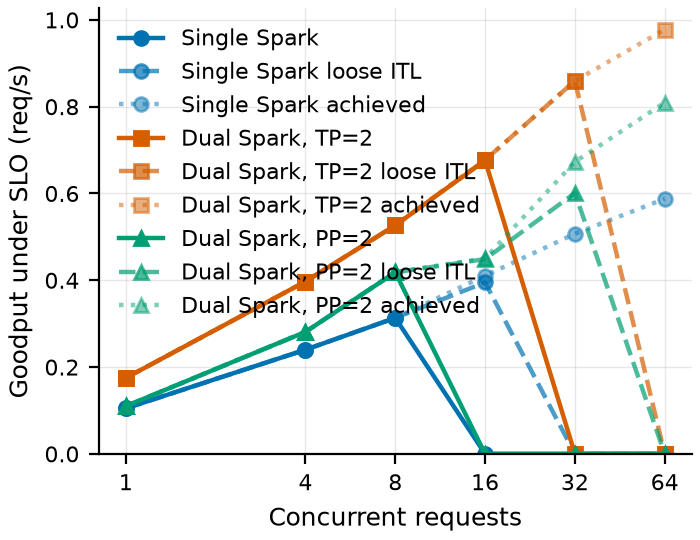 1.0
0.8
0.6
0.4
0.2
0.0
Goodput under SLO (req/s)
Single Spark
Single Spark loose ITL
Single Spark achieved
Dual Spark, TP=2
Dual Spark, TP=2 loose ITL
Dual Spark, TP=2 achieved
Dual Spark, PP=2
Dual Spark, PP=2 loose ITL
Dual Spark, PP=2 achieved
1 4 8 16 32 64
Concurrent requests